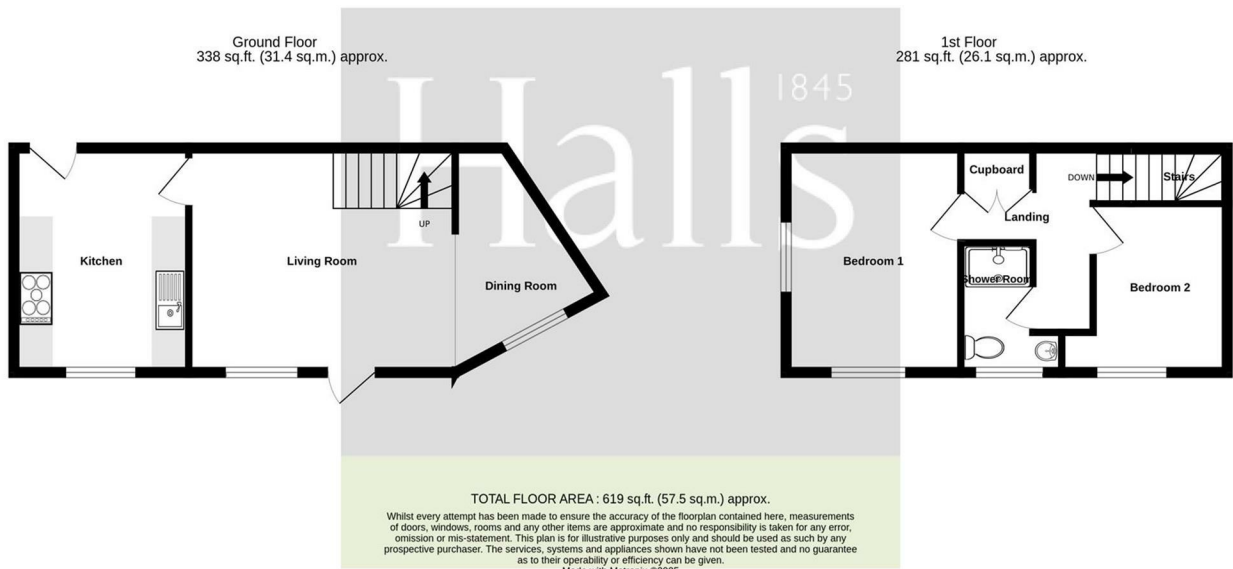 Ground Floor
338 sq.ft. (31.4 sq.m.) approx.
1st Floor
281 sq.ft. (26.1 sq.m.) approx.
Halls
1845
Kitchen
Living Room
UP
Dining Room
Bedroom 1
Cupboard
Landing
DOWN
Stairs
Shower Room
Bedroom 2
TOTAL FLOOR AREA : 619 sq.ft. (57.5 sq.m.) approx.
Whilst every attempt has been made to ensure the accuracy of the floorplan contained here, measurements
of doors, windows, rooms and any other items are approximate and no responsibility is taken for any error,
omission or mis-statement. This plan is for illustrative purposes only and should be used as such by any
prospective purchaser. The services, systems and appliances shown have not been tested and no guarantee
as to their operability or efficiency can be given.
Made with Metropix ©2025